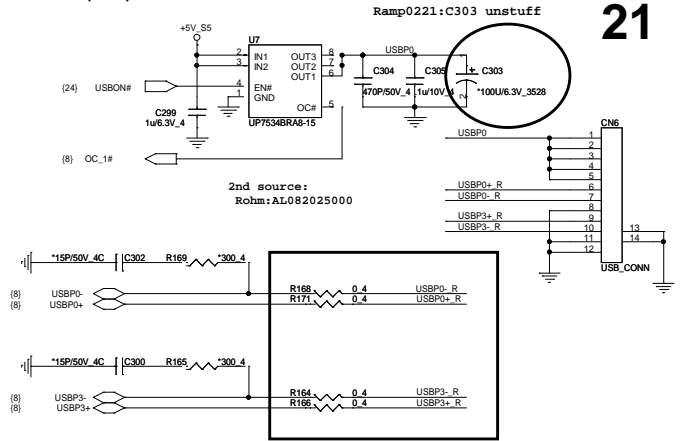 Ramp0221:C303 unstuff
21
+5V_S5
U7
USBP0
2 IN1 OUT3 8
3 IN2 OUT2 7
OUT1 6
{24} USBON# 4 EN#
1 GND
OC# 5
UP7534BRA8-15
C299
1u/6.3V_4
C304
470P/50V_4
C305
.1u/10V_4
+ C303
2
*100U/6.3V_3528
{8} OC_1#
2nd source:
Rohm:AL082025000
CN6
USBP0 1
2
3
4
5
USBP0+_R 6
USBP0-_R 7
8
USBP3+_R 9
USBP3-_R 10
11
12
13
14
USB_CONN
*15P/50V_4C C302 R169 *300_4
{8} USBP0- R168 0_4 USBP0-_R
{8} USBP0+ R171 0_4 USBP0+_R
*15P/50V_4C C300 R165 *300_4
{8} USBP3- R164 0_4 USBP3-_R
{8} USBP3+ R166 0_4 USBP3+_R